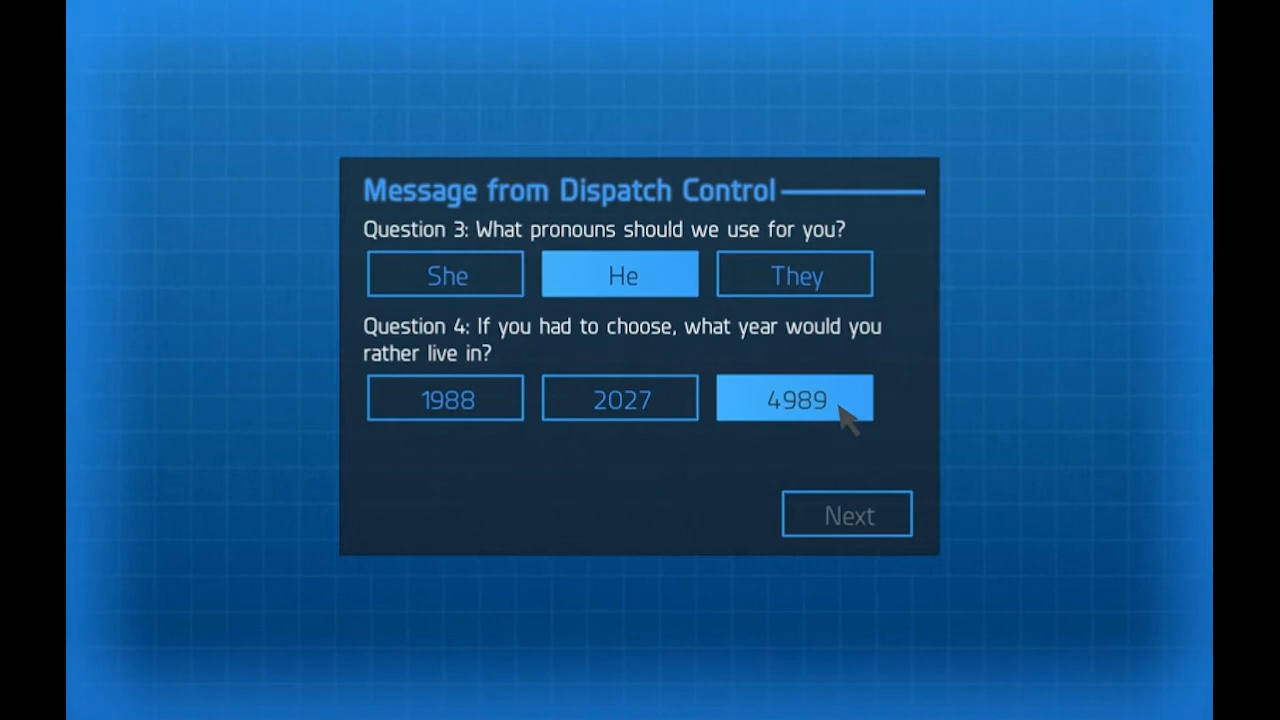 Message from Dispatch Control
Question 3: What pronouns should we use for you?
She He They
Question 4: If you had to choose, what year would you
rather live in?
1988 2027 4989
Next